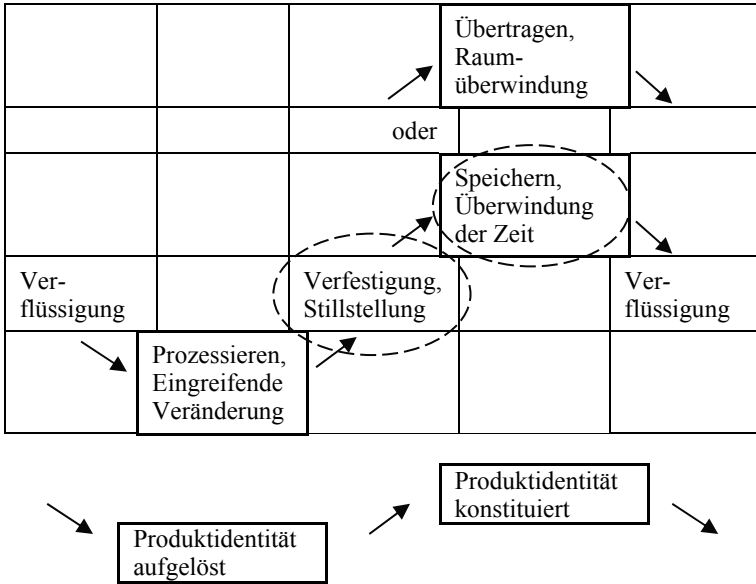 Übertragen,
Raum-
überwindung
oder
Speichern,
Überwindung
der Zeit
Ver-
flüssigung
Verfestigung,
Stillstellung
Ver-
flüssigung
Prozessieren,
Eingreifende
Veränderung
Produktidentität
konstituiert
Produktidentität
aufgelöst